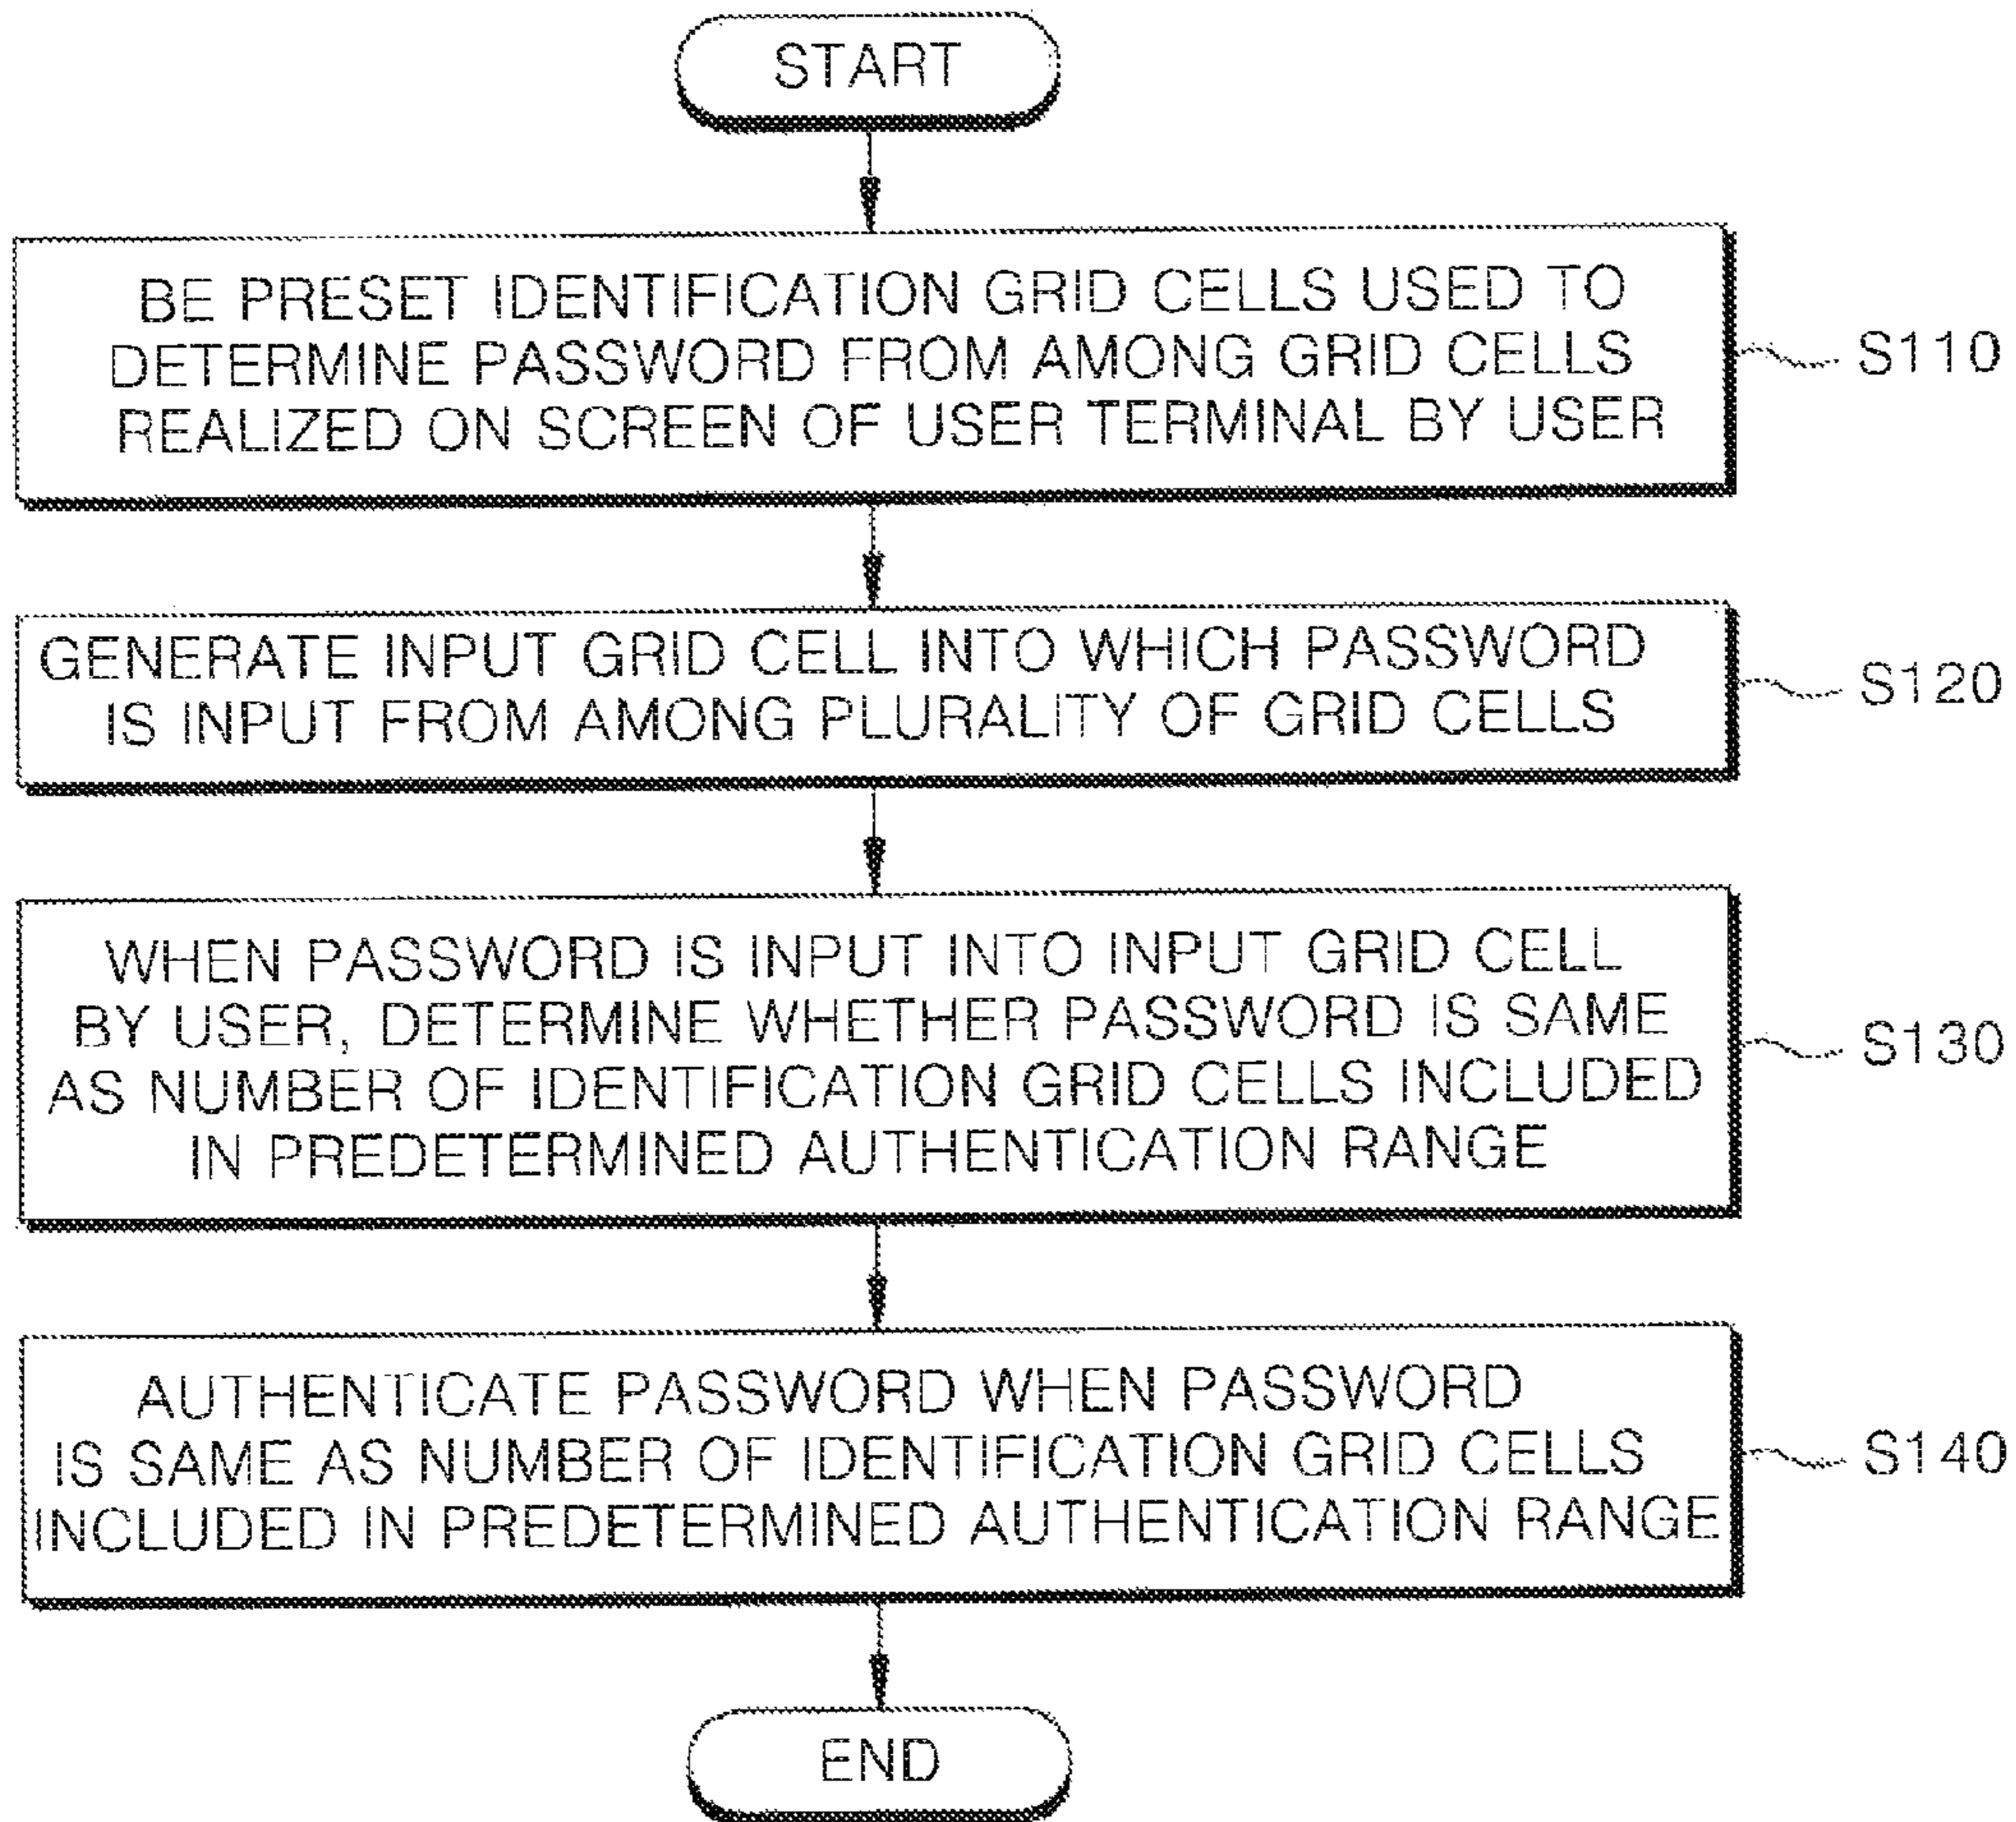 START
BE PRESET IDENTIFICATION GRID CELLS USED TO
DETERMINE PASSWORD FROM AMONG GRID CELLS
REALIZED ON SCREEN OF USER TERMINAL BY USER
S110
GENERATE INPUT GRID CELL INTO WHICH PASSWORD
IS INPUT FROM AMONG PLURALITY OF GRID CELLS
S120
WHEN PASSWORD IS INPUT INTO INPUT GRID CELL
BY USER, DETERMINE WHETHER PASSWORD IS SAME
AS NUMBER OF IDENTIFICATION GRID CELLS INCLUDED
IN PREDETERMINED AUTHENTICATION RANGE
S130
AUTHENTICATE PASSWORD WHEN PASSWORD
IS SAME AS NUMBER OF IDENTIFICATION GRID CELLS
INCLUDED IN PREDETERMINED AUTHENTICATION RANGE
S140
END